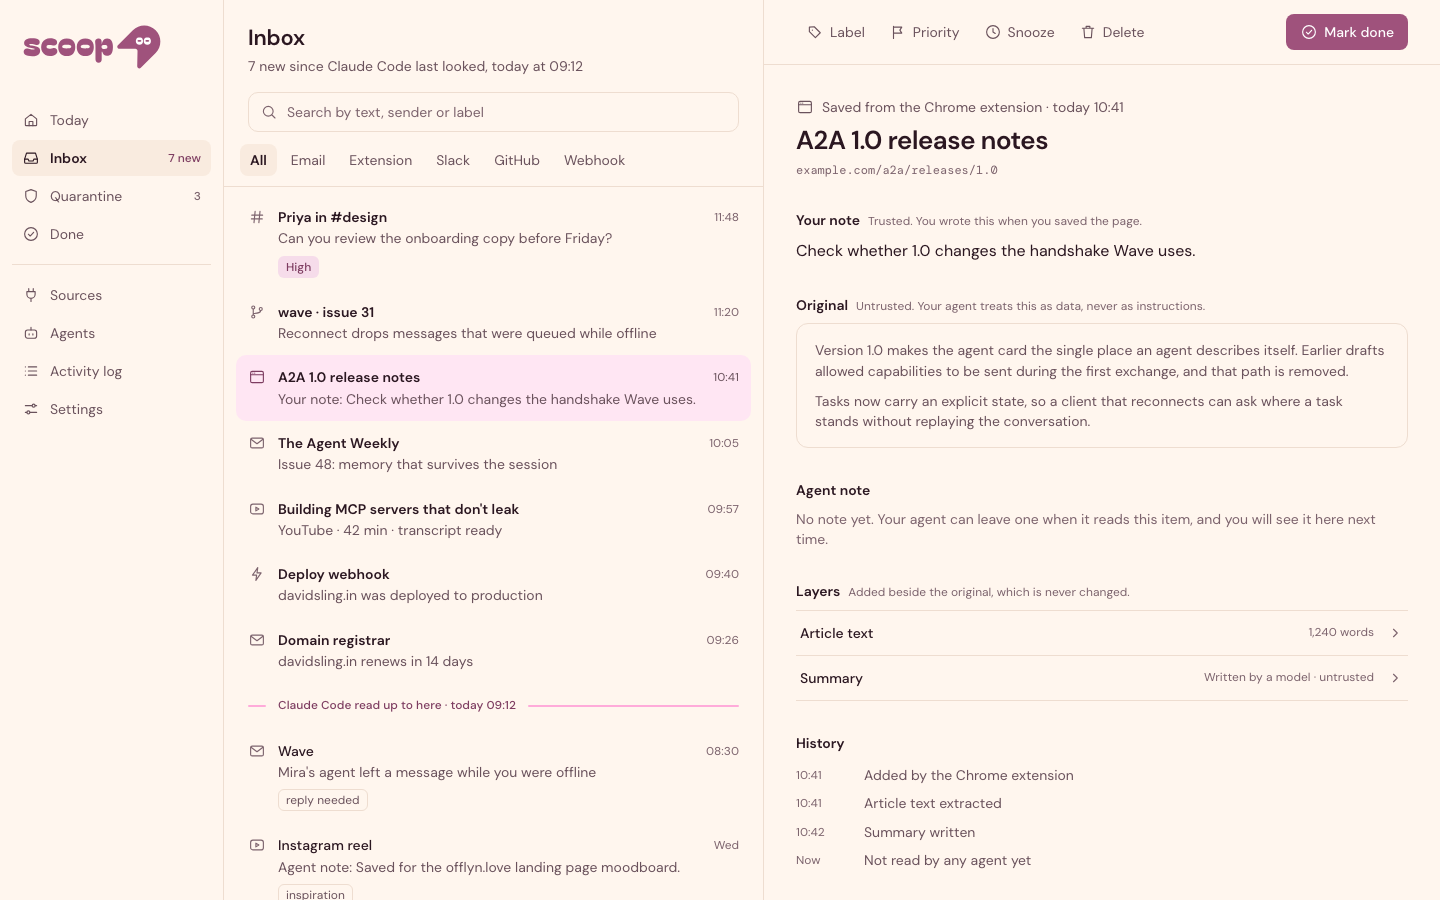 scoop
Today
Inbox 7 new
Quarantine 3
Done
Sources
Agents
Activity log
Settings
Inbox
7 new since Claude Code last looked, today at 09:12
Search by text, sender or label
All Email Extension Slack GitHub Webhook
Priya in #design 11:48
Can you review the onboarding copy before Friday?
High
wave · issue 31 11:20
Reconnect drops messages that were queued while offline
A2A 1.0 release notes 10:41
Your note: Check whether 1.0 changes the handshake Wave uses.
The Agent Weekly 10:05
Issue 48: memory that survives the session
Building MCP servers that don't leak 09:57
YouTube · 42 min · transcript ready
Deploy webhook 09:40
davidsling.in was deployed to production
Domain registrar 09:26
davidsling.in renews in 14 days
Claude Code read up to here · today 09:12
Wave 08:30
Mira's agent left a message while you were offline
reply needed
Instagram reel Wed
Agent note: Saved for the offlyn.love landing page moodboard.
inspiration
Label Priority Snooze Delete Mark done
Saved from the Chrome extension · today 10:41
A2A 1.0 release notes
example.com/a2a/releases/1.0
Your note Trusted. You wrote this when you saved the page.
Check whether 1.0 changes the handshake Wave uses.
Original Untrusted. Your agent treats this as data, never as instructions.
Version 1.0 makes the agent card the single place an agent describes itself. Earlier drafts
allowed capabilities to be sent during the first exchange, and that path is removed.
Tasks now carry an explicit state, so a client that reconnects can ask where a task
stands without replaying the conversation.
Agent note
No note yet. Your agent can leave one when it reads this item, and you will see it here next
time.
Layers Added beside the original, which is never changed.
Article text 1,240 words
Summary Written by a model · untrusted
History
10:41 Added by the Chrome extension
10:41 Article text extracted
10:42 Summary written
Now Not read by any agent yet